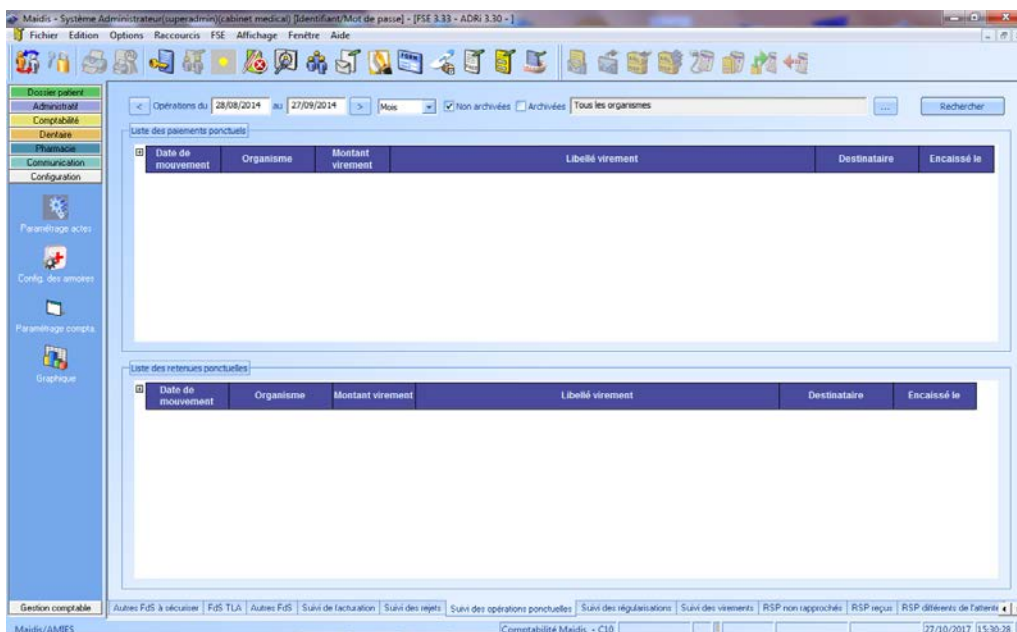 Maidis - Système Administrateur(superadmin)(cabinet medical) [Identifiant/Mot de passe] - [FSE 3.33 - ADRi 3.30 - ]
Fichier Edition Options Raccourcis FSE Affichage Fenêtre Aide
Dossier patient
Administratif
Comptabilité
Dentaire
Pharmacie
Communication
Configuration
Paramétrage actes
Config. des armoires
Paramétrage compta.
Graphique
Gestion comptable
< Opérations du 28/08/2014 au 27/09/2014 > Mois Non archivées Archivées Tous les organismes ... Rechercher
Liste des paiements ponctuels
Date de mouvement Organisme Montant virement Libellé virement Destinataire Encaissé le
Liste des retenues ponctuelles
Date de mouvement Organisme Montant virement Libellé virement Destinataire Encaissé le
Autres FdS à sécuriser FdS TLA Autres FdS Suivi de facturation Suivi des rejets Suivi des opérations ponctuelles Suivi des régularisations Suivi des virements RSP non rapprochés RSP reçus RSP différents de l'attente
Maidis/AMIES Comptabilité Maidis - C10 27/10/2017 15:30:28